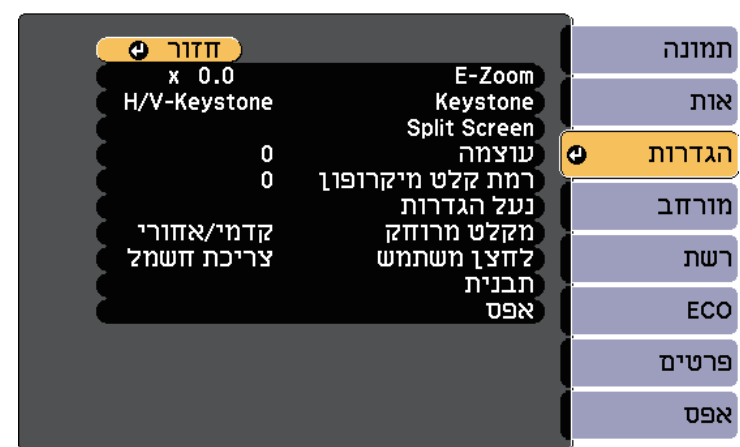 תמונה
אות
הגדרות
מורחב
רשת
ECO
פרטים
אפס
חזור
E-Zoom x 0.0
Keystone H/V-Keystone
Split Screen
עוצמה 0
רמת קלט מיקרופון 0
נעל הגדרות
מקלט מרוחק קדמי/אחורי
לחצן משתמש צריכת חשמל
תבנית
אפס